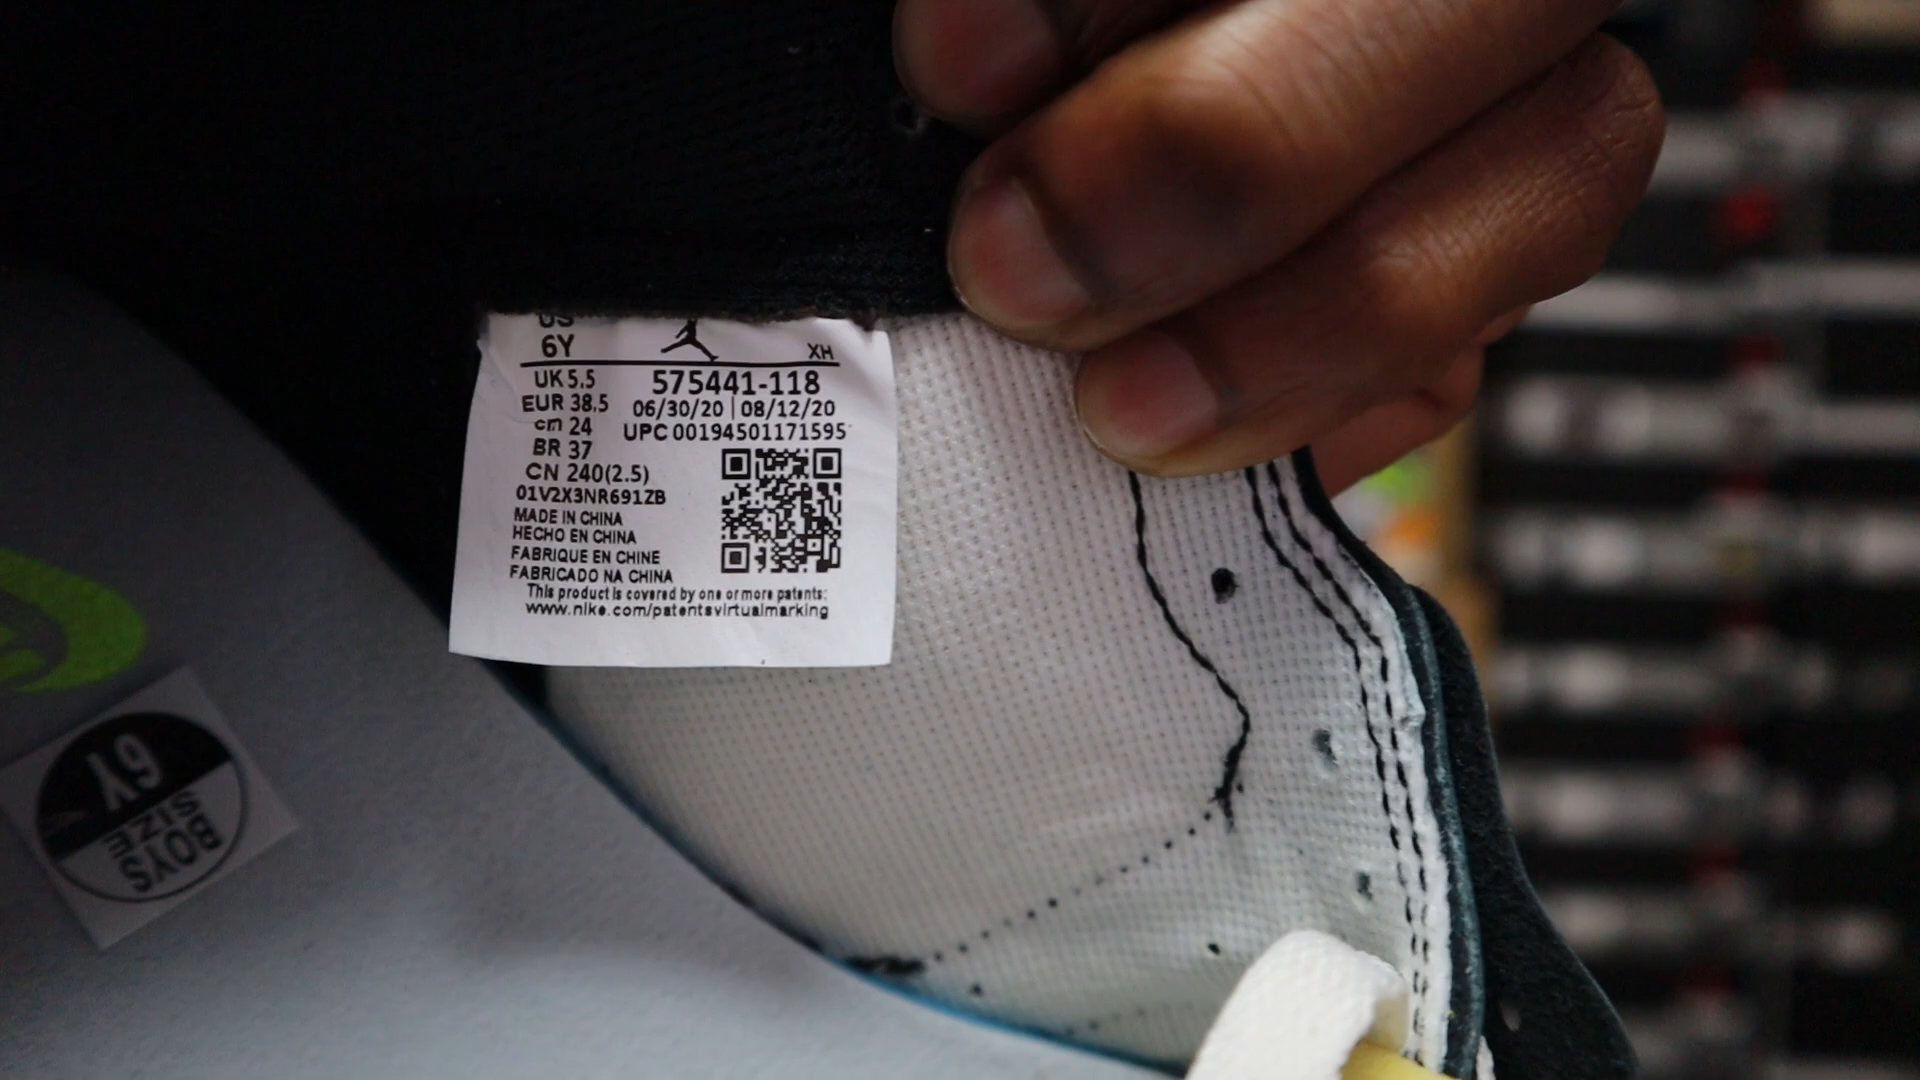 US
6Y
XH
UK 5.5
575441-118
EUR 38.5
06/30/20 | 08/12/20
cm 24
UPC 00194501171595
BR 37
CN 240(2.5)
01V2X3NR691ZB
MADE IN CHINA
HECHO EN CHINA
FABRIQUE EN CHINE
FABRICADO NA CHINA
This product is covered by one or more patents:
www.nike.com/patentsvirtualmarking
6Y
BOYS
SIZE